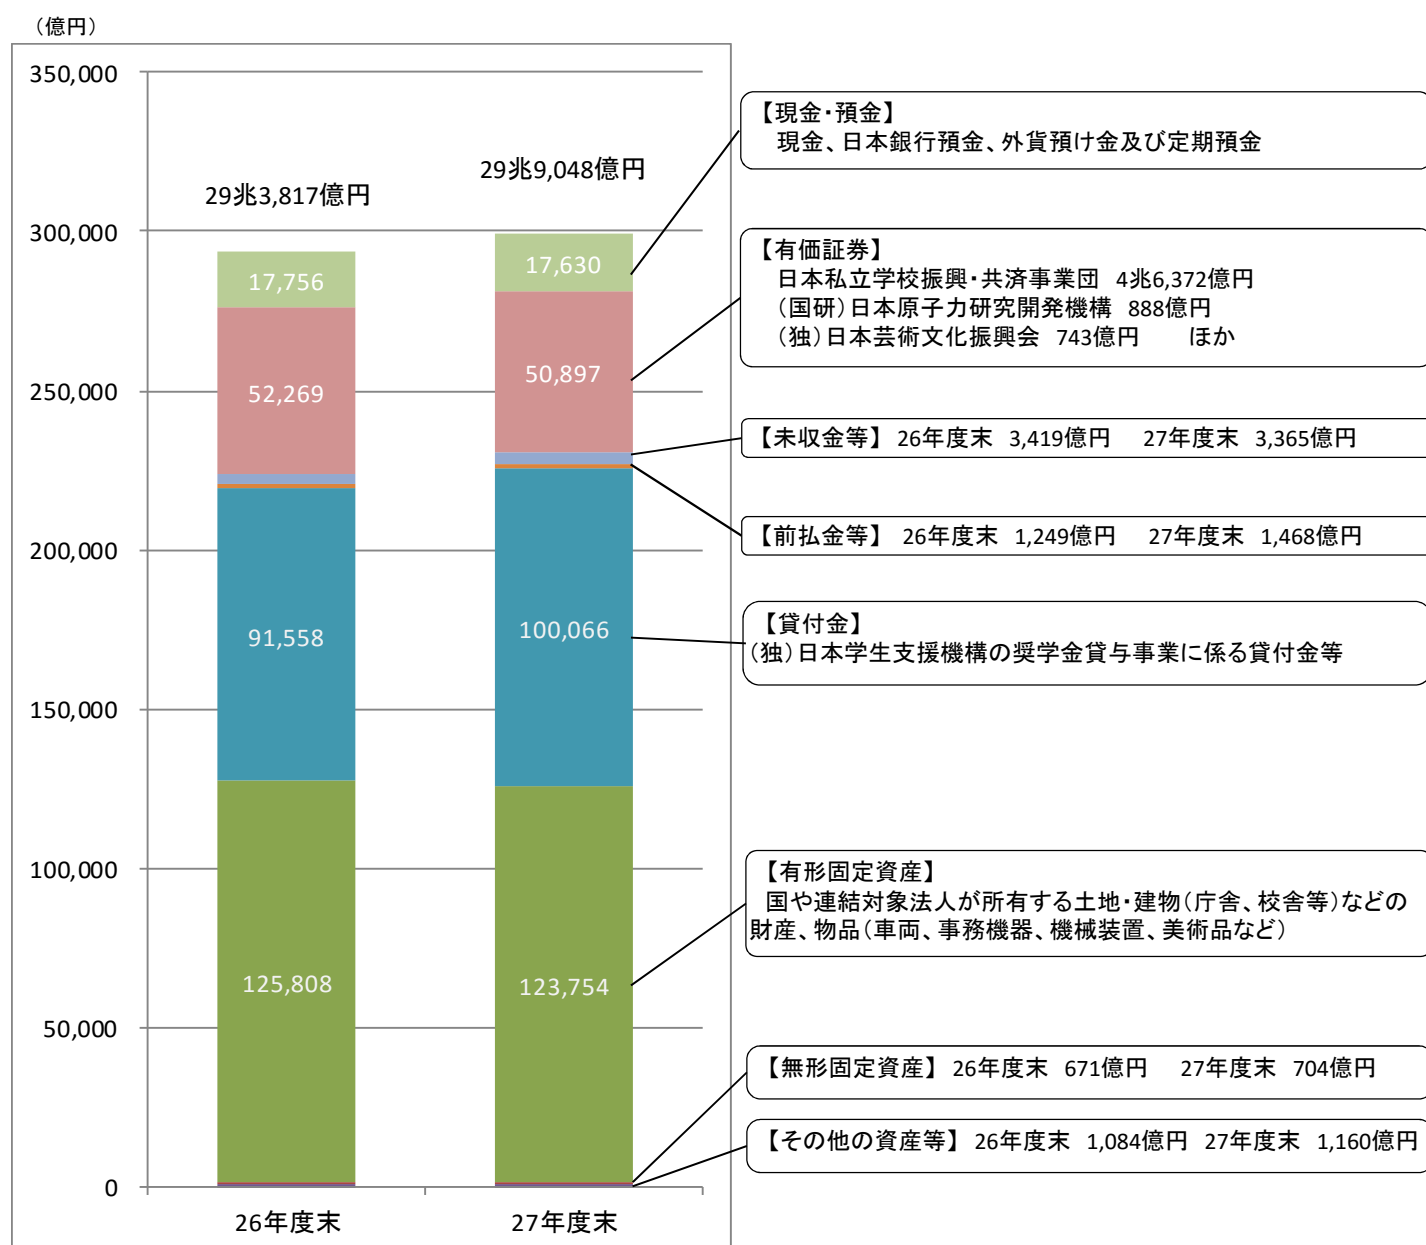 （億円）
350,000
300,000
250,000
200,000
150,000
100,000
50,000
0
29兆3,817億円
29兆9,048億円
17,756
17,630
52,269
50,897
91,558
100,066
125,808
123,754
26年度末
27年度末
【現金・預金】
現金、日本銀行預金、外貨預け金及び定期預金
【有価証券】
日本私立学校振興・共済事業団 4兆6,372億円
（国研）日本原子力研究開発機構 888億円
（独）日本芸術文化振興会 743億円 ほか
【未収金等】 26年度末 3,419億円 27年度末 3,365億円
【前払金等】 26年度末 1,249億円 27年度末 1,468億円
【貸付金】
（独）日本学生支援機構の奨学金貸与事業に係る貸付金等
【有形固定資産】
国や連結対象法人が所有する土地・建物（庁舎、校舎等）などの
財産、物品（車両、事務機器、機械装置、美術品など）
【無形固定資産】 26年度末 671億円 27年度末 704億円
【その他の資産等】 26年度末 1,084億円 27年度末 1,160億円